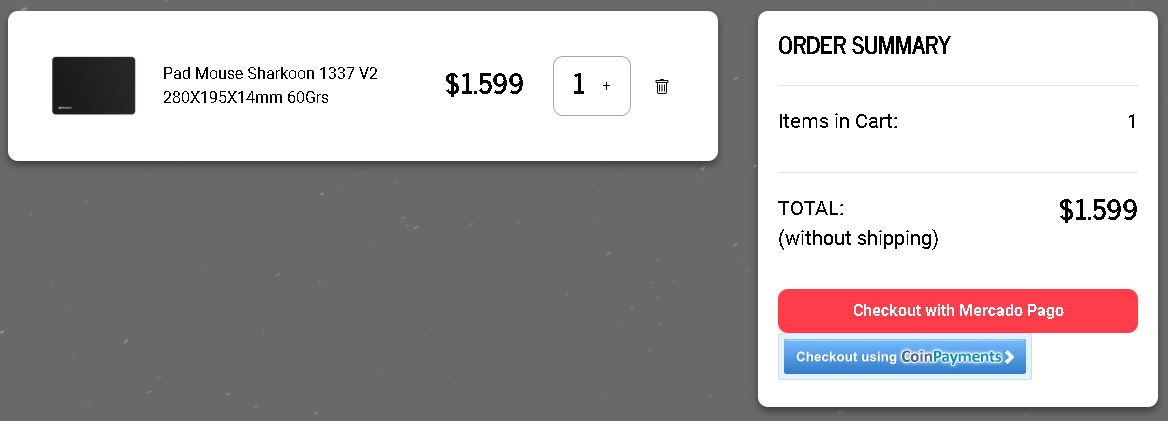 Pad Mouse Sharkoon 1337 V2
280X195X14mm 60Grs
$1.599
1 +
ORDER SUMMARY
Items in Cart: 1
TOTAL: $1.599
(without shipping)
Checkout with Mercado Pago
Checkout using CoinPayments